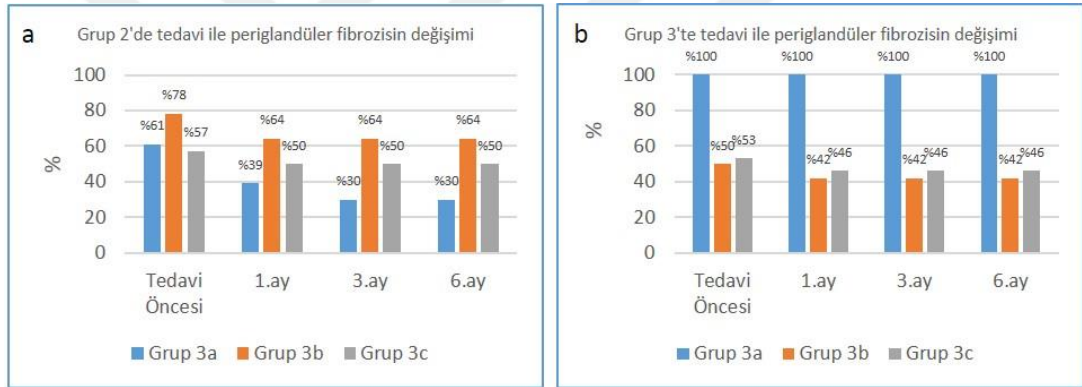 a
Grup 2'de tedavi ile periglandüler fibrozisin değişimi
%
100
80
60
40
20
0
%61
%78
%57
%39
%64
%50
%30
%64
%50
%30
%64
%50
Tedavi
Öncesi
1.ay
3.ay
6.ay
Grup 3a
Grup 3b
Grup 3c
b
Grup 3'te tedavi ile periglandüler fibrozisin değişimi
%
100
80
60
40
20
0
%100
%50
%53
%100
%42
%46
%100
%42
%46
%100
%42
%46
Tedavi
Öncesi
1.ay
3.ay
6.ay
Grup 3a
Grup 3b
Grup 3c